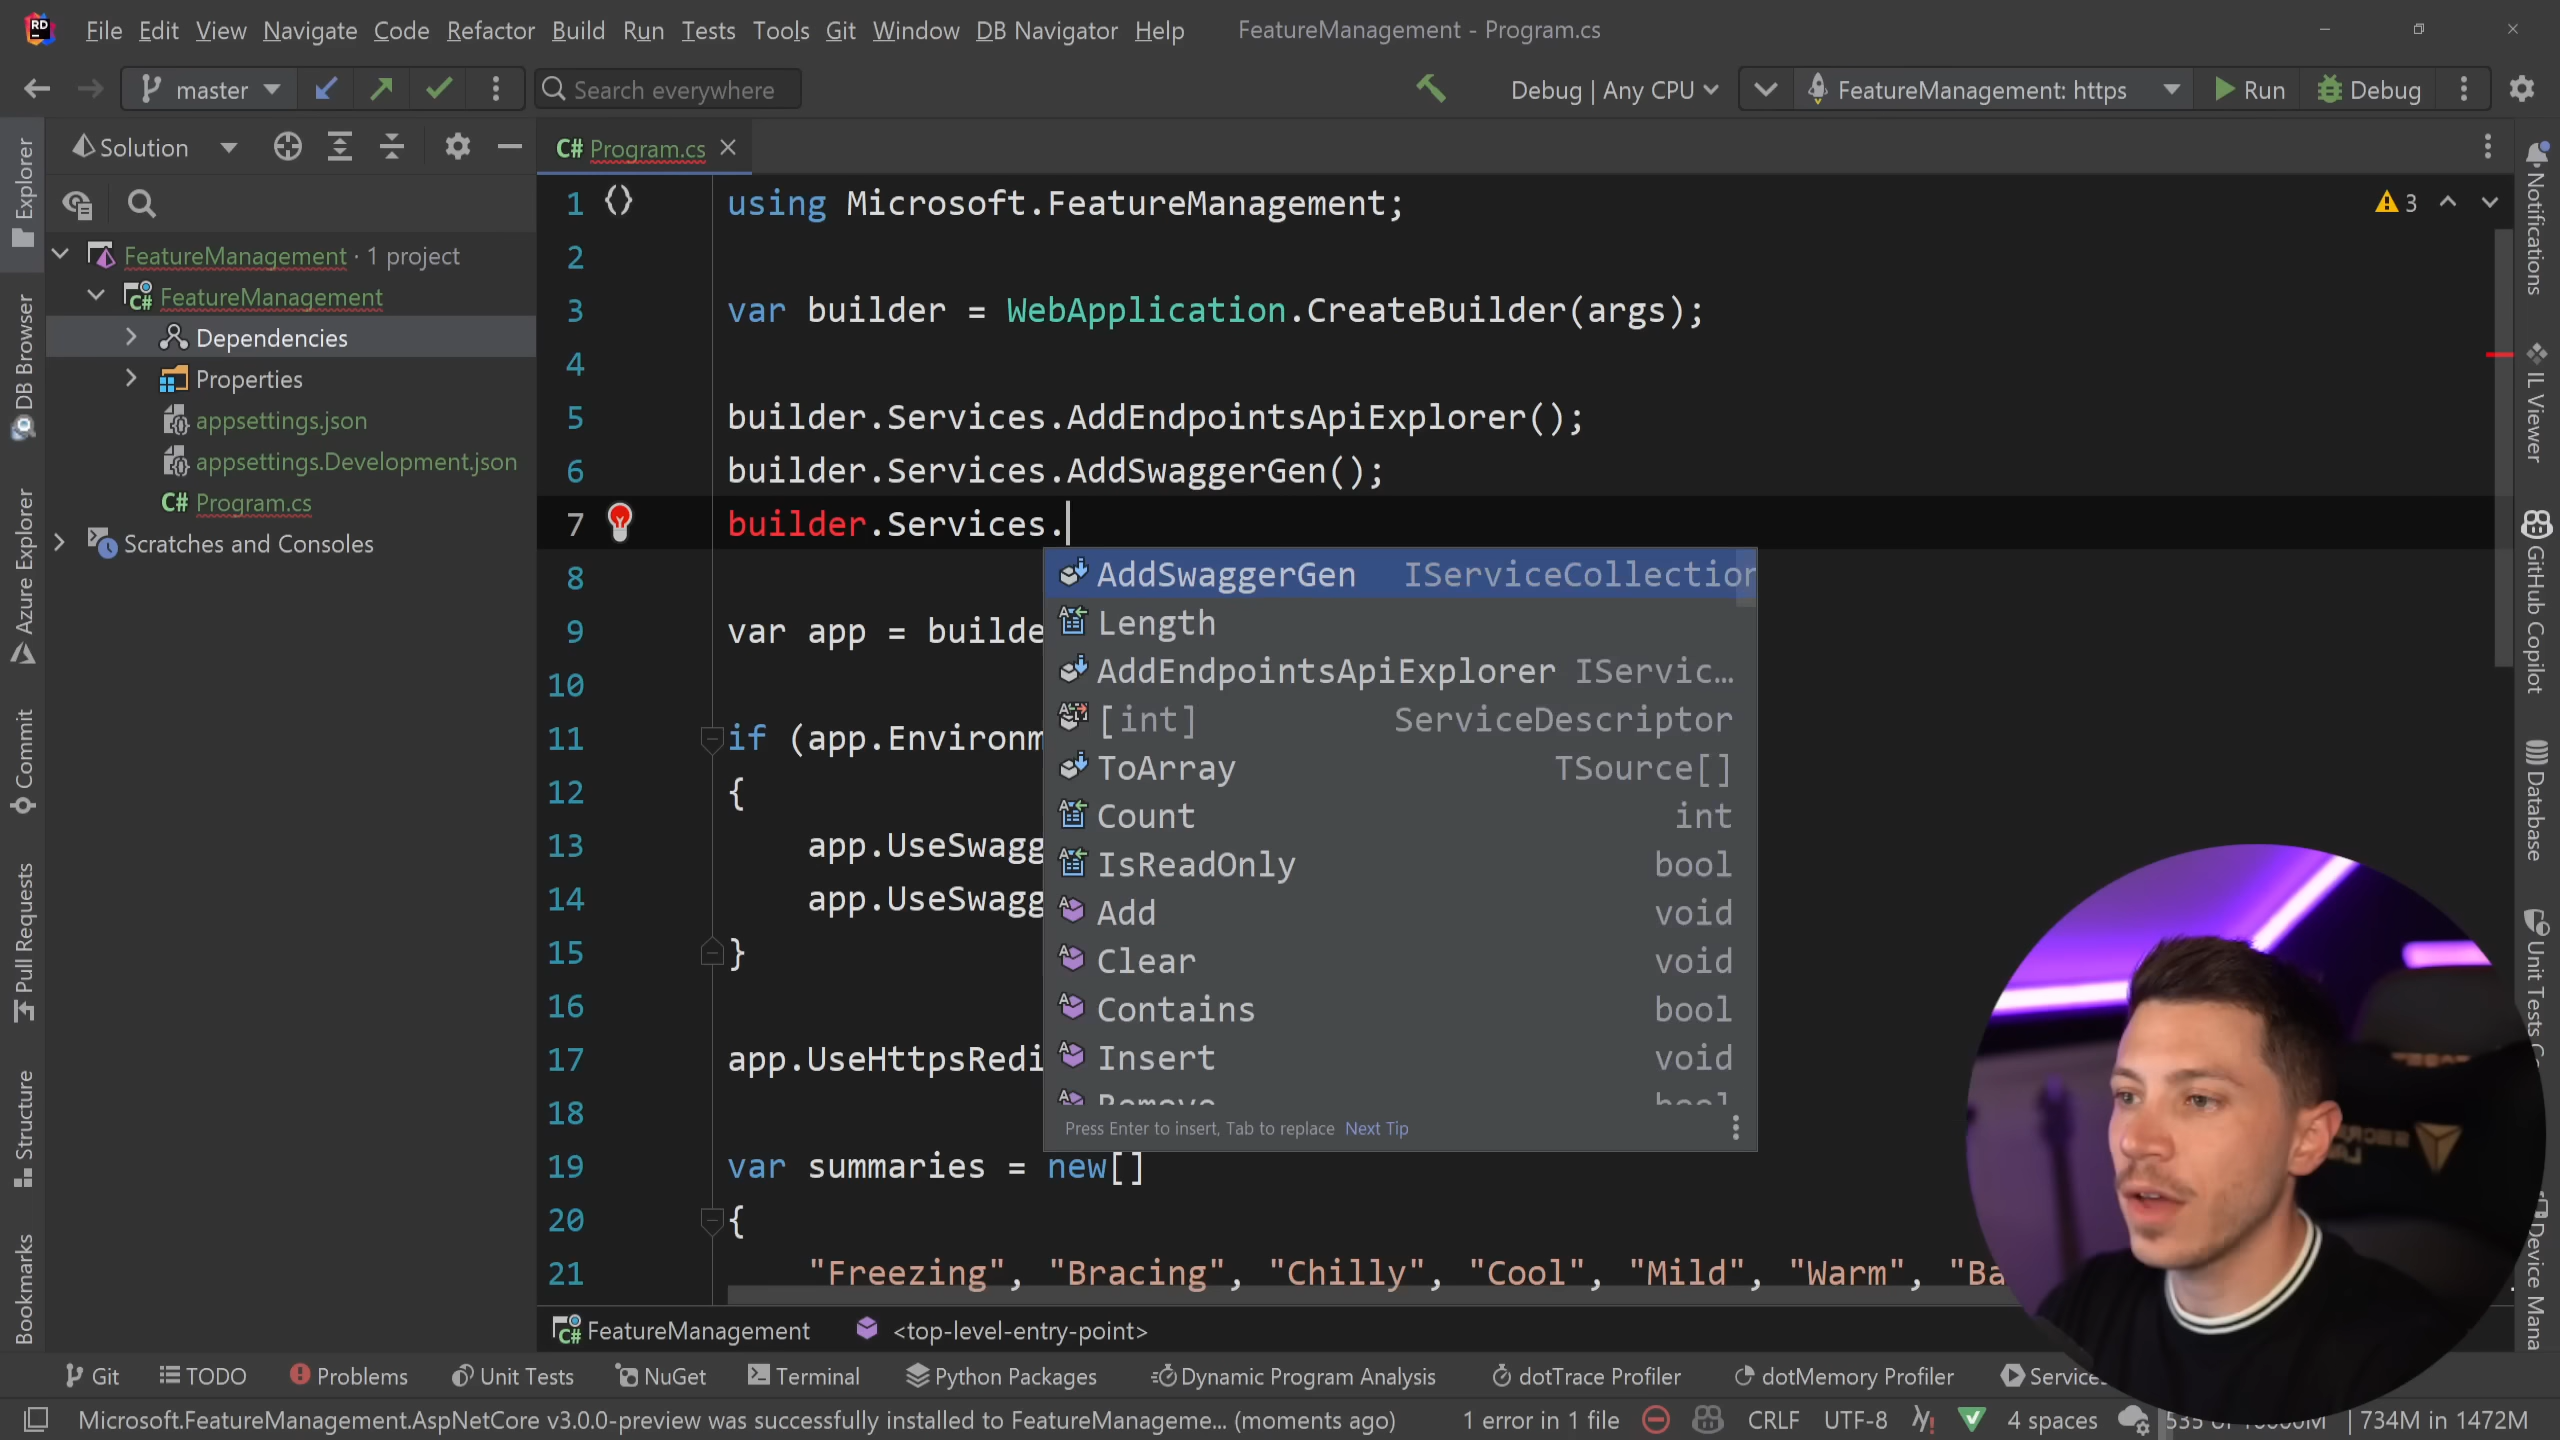 RD File Edit View Navigate Code Refactor Build Run Tests Tools Git Window DB Navigator Help FeatureManagement - Program.cs
master Search everywhere Debug | Any CPU FeatureManagement: https Run Debug
Solution
C# Program.cs
FeatureManagement · 1 project
C# FeatureManagement
Dependencies
Properties
appsettings.json
appsettings.Development.json
C# Program.cs
Scratches and Consoles
Explorer
DB Browser
Azure Explorer
Commit
Pull Requests
Structure
Bookmarks
1 using Microsoft.FeatureManagement;
3
2
3 var builder = WebApplication.CreateBuilder(args);
4
5 builder.Services.AddEndpointsApiExplorer();
6 builder.Services.AddSwaggerGen();
7 builder.Services.
8
9 var app = builde
10
11 if (app.Environm
12 {
13 app.UseSwagg
14 app.UseSwagg
15 }
16
17 app.UseHttpsRedi
18
19 var summaries = new[]
20 {
21 "Freezing", "Bracing", "Chilly", "Cool", "Mild", "Warm", "Ba
AddSwaggerGen IServiceCollection
Length
AddEndpointsApiExplorer IServic…
[int] ServiceDescriptor
ToArray TSource[]
Count int
IsReadOnly bool
Add void
Clear void
Contains bool
Insert void
Remove bool
Press Enter to insert, Tab to replace Next Tip
Notifications
IL Viewer
GitHub Copilot
Database
Unit Tests C
Device Mana
C# FeatureManagement <top-level-entry-point>
Git TODO Problems Unit Tests NuGet Terminal Python Packages Dynamic Program Analysis dotTrace Profiler dotMemory Profiler Services
Microsoft.FeatureManagement.AspNetCore v3.0.0-preview was successfully installed to FeatureManageme... (moments ago) 1 error in 1 file CRLF UTF-8 4 spaces 734M in 1472M